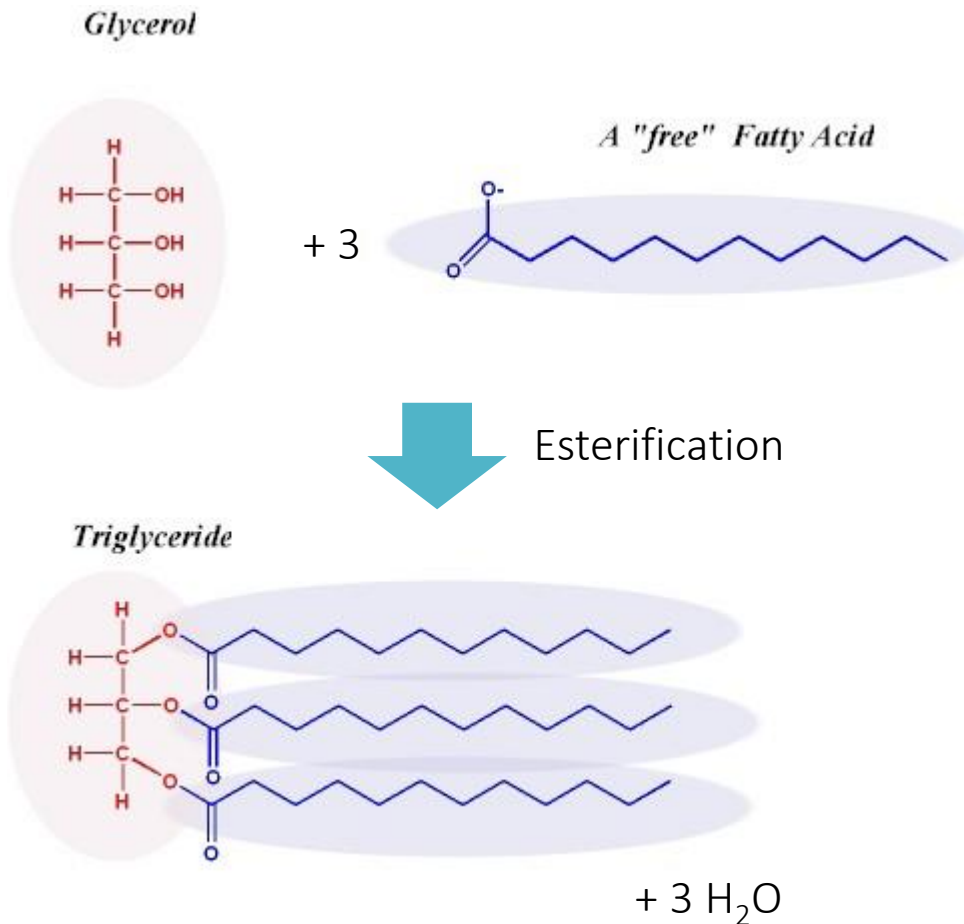 Glycerol
A "free" Fatty Acid
H
H C OH
H C OH
H C OH
H
+ 3
O-
O
Esterification
Triglyceride
H
H C O
O
H C O
O
H C O
H
O
+ 3 H₂O